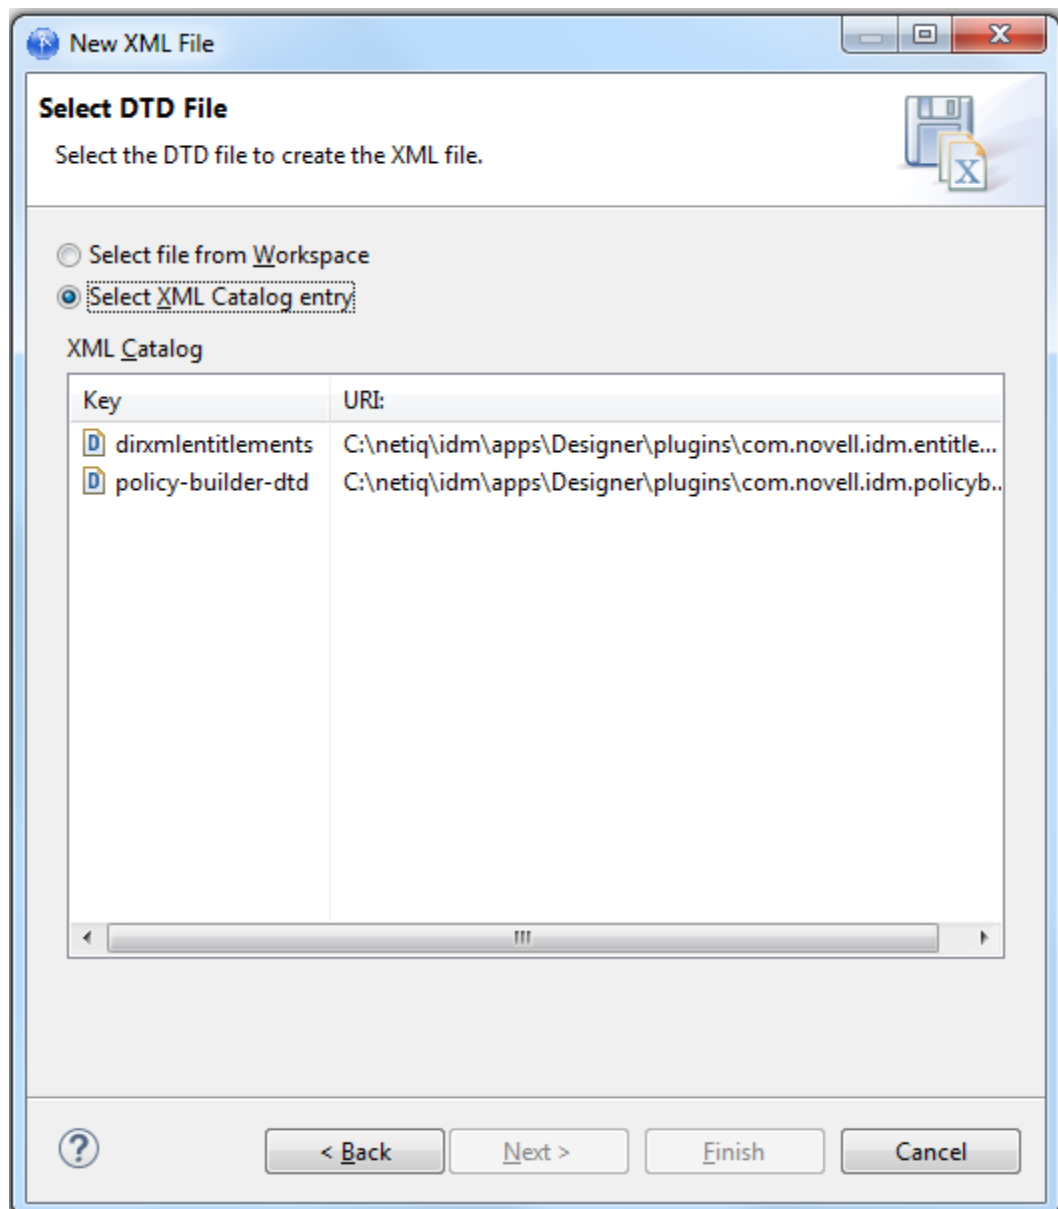 New XML File
Select DTD File
Select the DTD file to create the XML file.
X
Select file from Workspace
Select XML Catalog entry
XML Catalog
Key URI:
D dirxmlentitlements C:\netiq\idm\apps\Designer\plugins\com.novell.idm.entitle...
D policy-builder-dtd C:\netiq\idm\apps\Designer\plugins\com.novell.idm.policyb..
? < Back Next > Finish Cancel